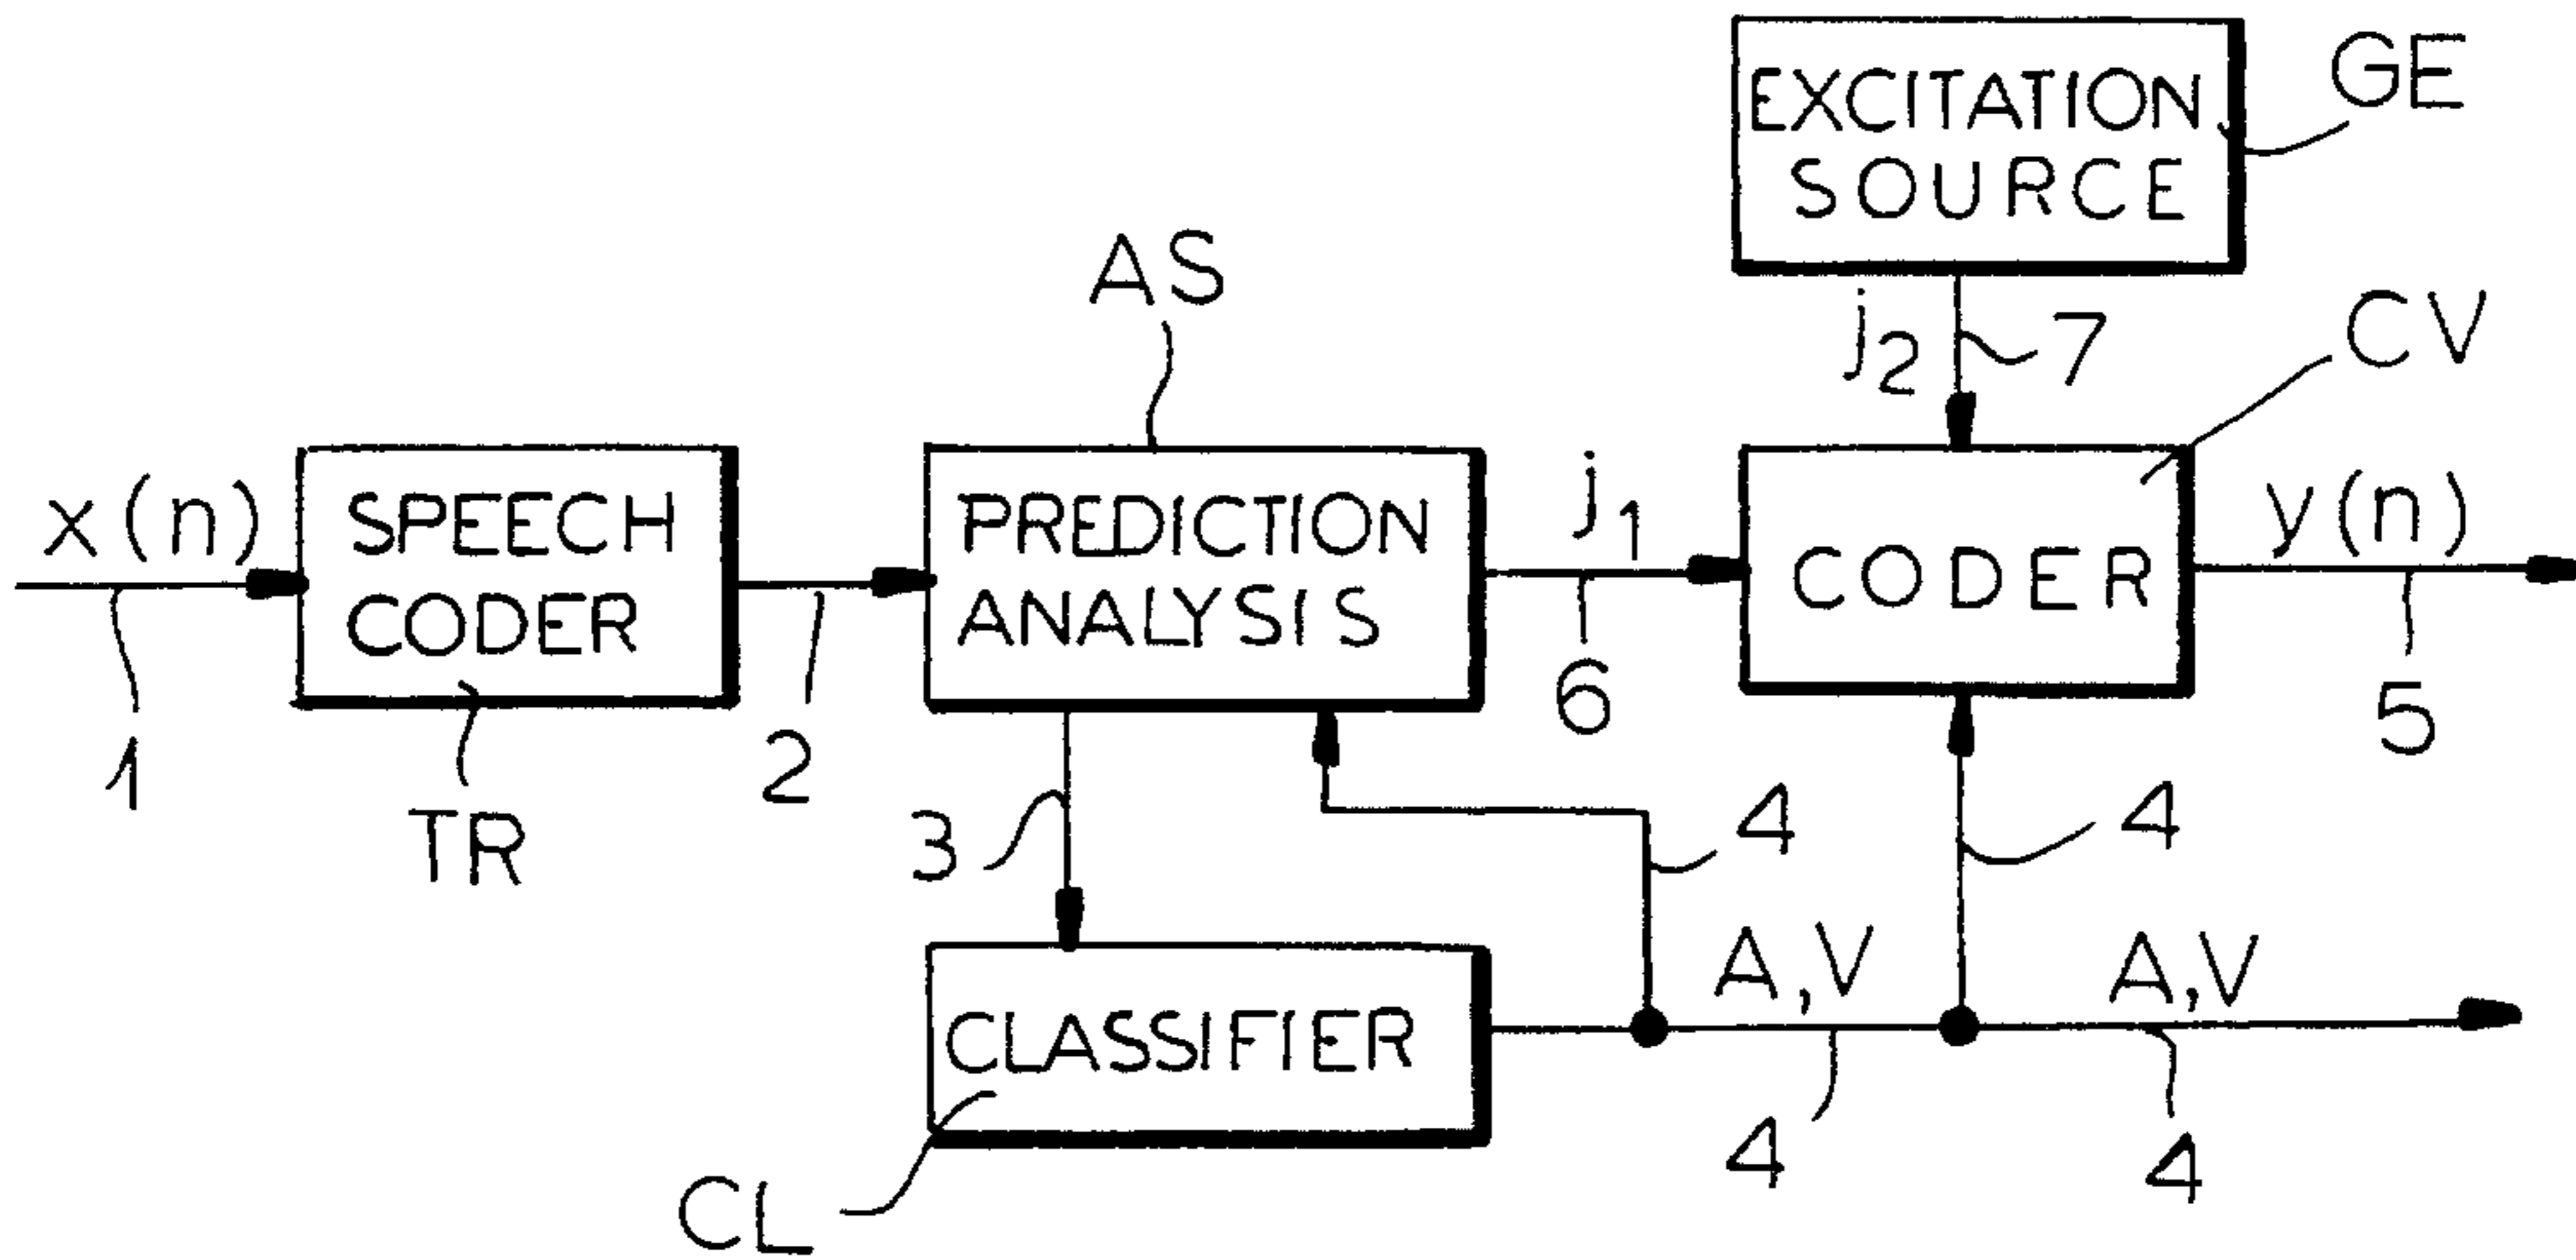 EXCITATION
SOURCE
GE
AS
j2
7
CV
x(n)
SPEECH
CODER
PREDICTION
ANALYSIS
j1
CODER
y(n)
1
TR
2
6
5
3
4
4
CLASSIFIER
A,V
A,V
CL
4
4